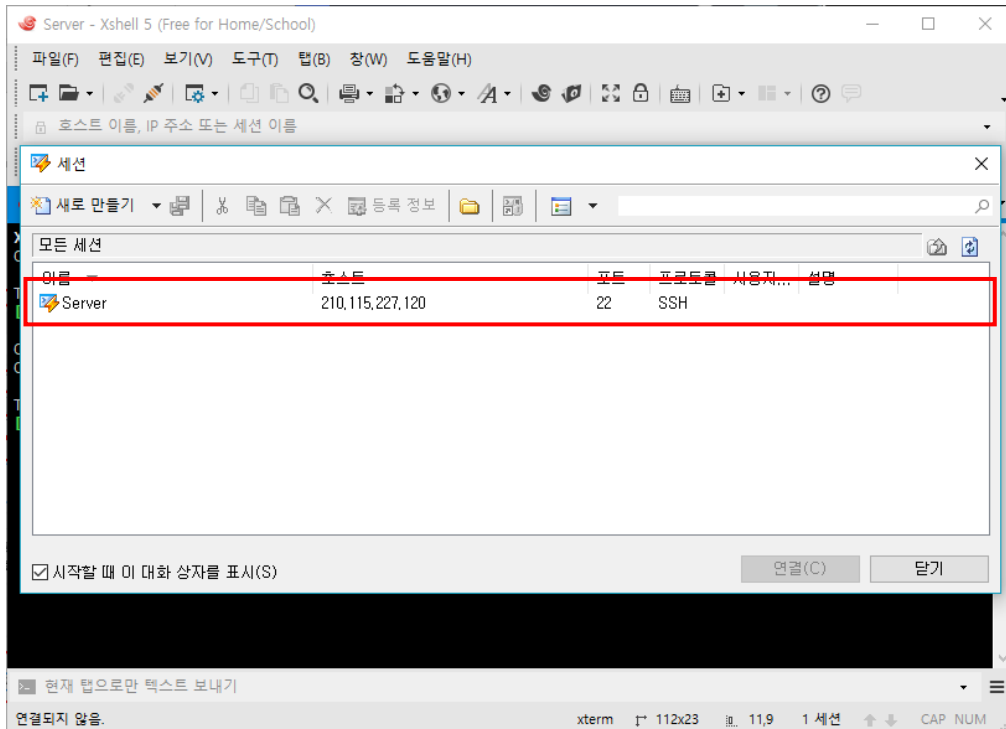 Server - Xshell 5 (Free for Home/School)
파일(F) 편집(E) 보기(V) 도구(T) 탭(B) 창(W) 도움말(H)
호스트 이름, IP 주소 또는 세션 이름
세션
새로 만들기 등록 정보
모든 세션
이름 호스트 포트 프로토콜 사용자... 설명
Server 210,115,227,120 22 SSH
시작할 때 이 대화 상자를 표시(S) 연결(C) 닫기
현재 탭으로만 텍스트 보내기
연결되지 않음. xterm 112x23 11,9 1 세션 CAP NUM